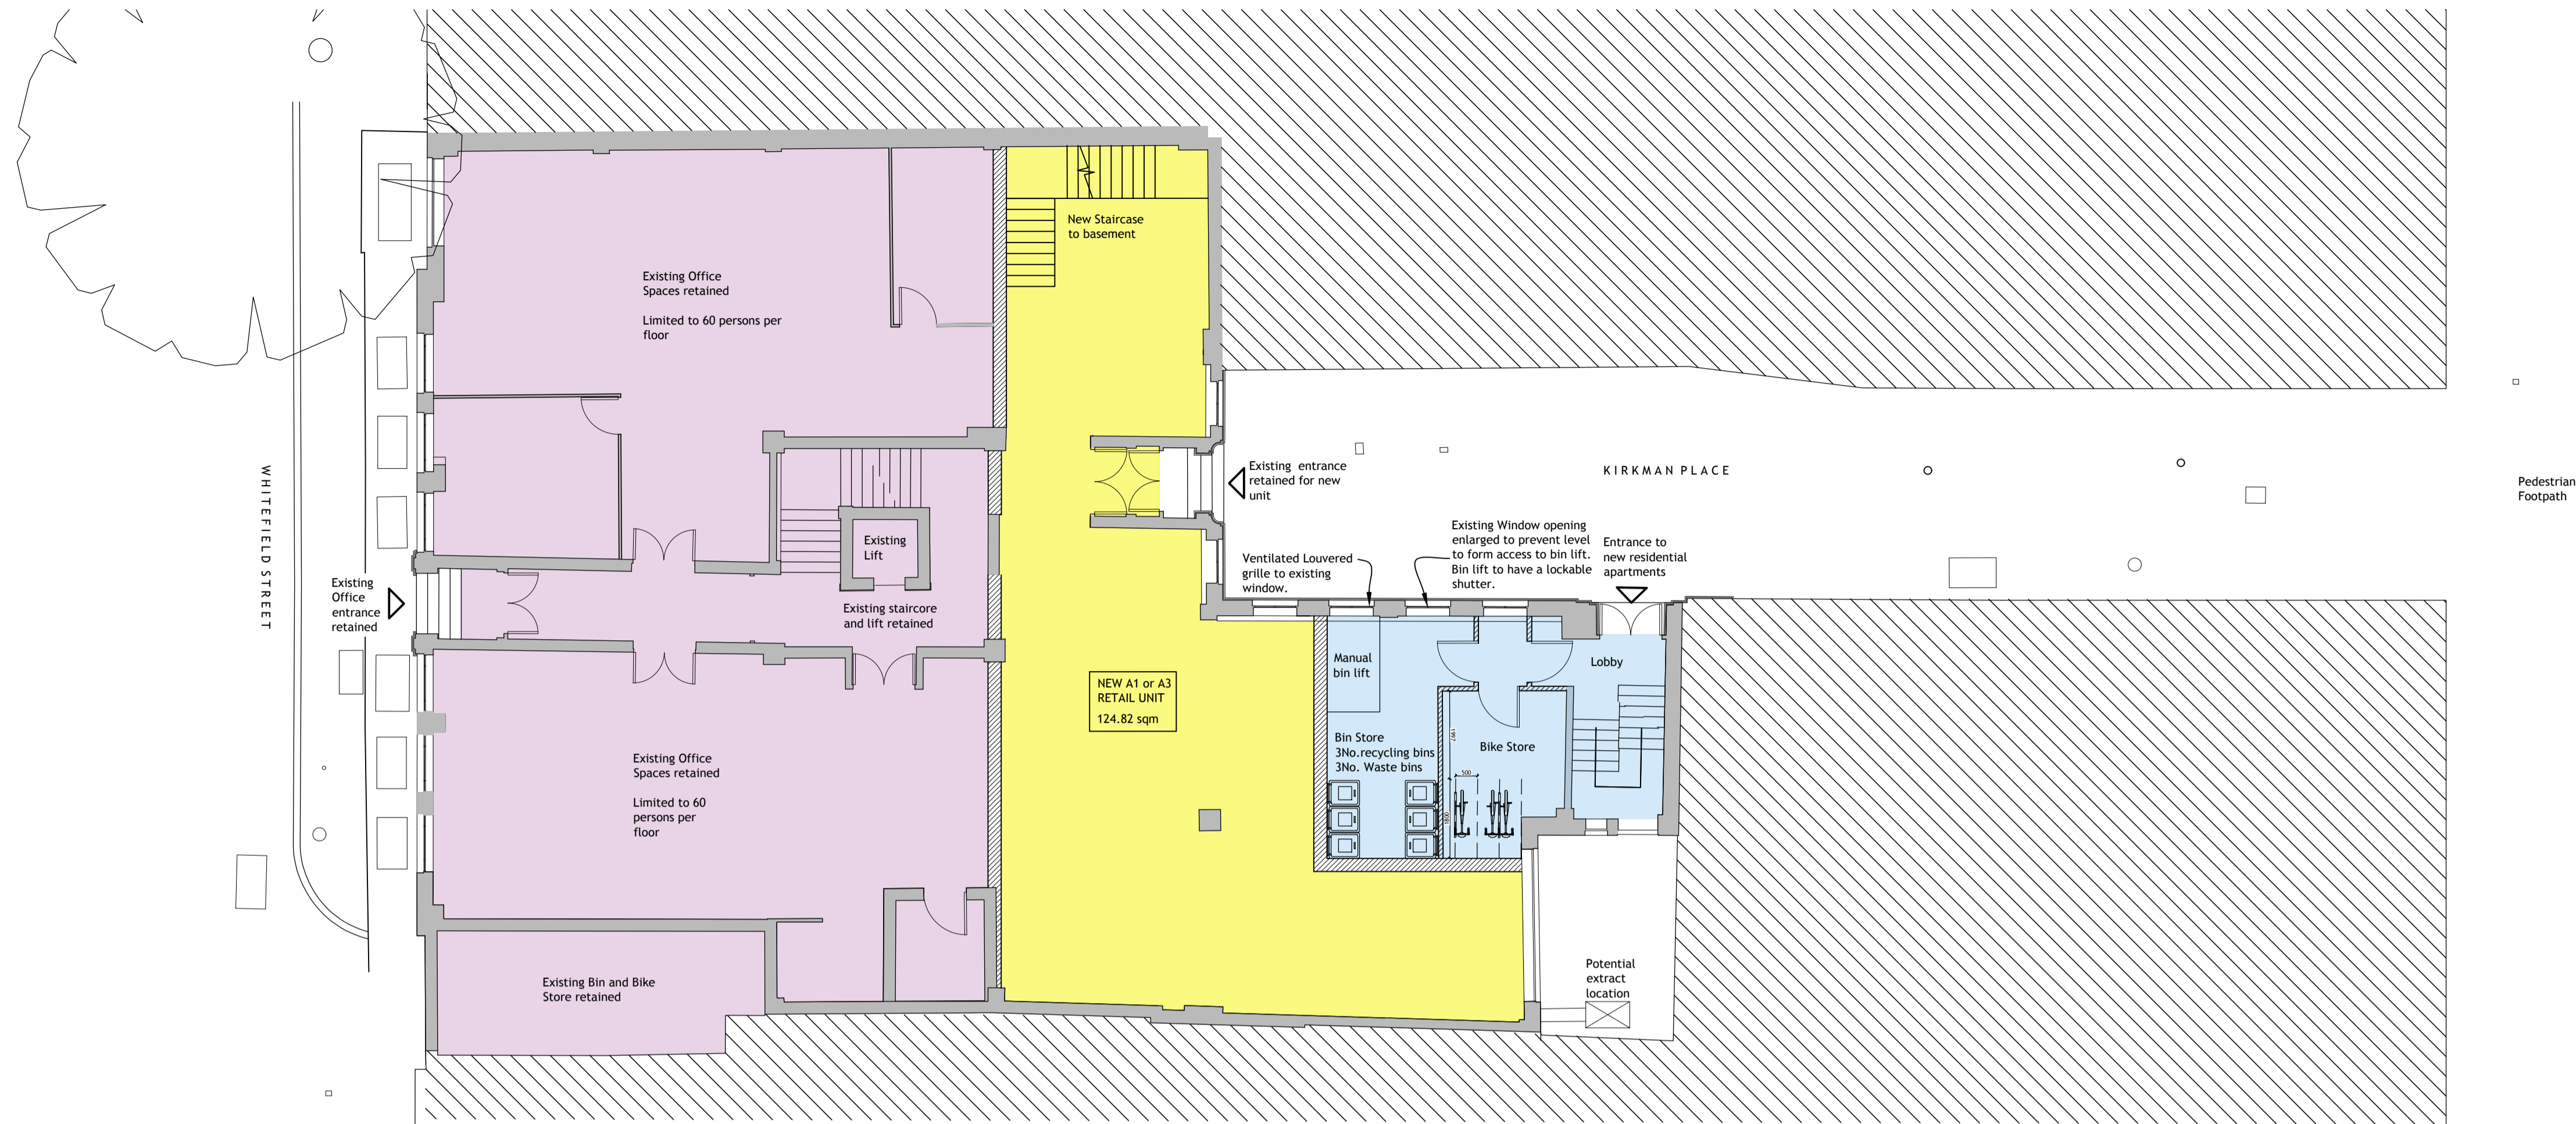 New Staircase
to basement
Existing Office
Spaces retained
Limited to 60 persons per
floor
WHITEFIELD STREET
Existing entrance
retained for new
unit
KIRKMAN PLACE
Pedestrian
Footpath
Existing
Lift
Existing Window opening
enlarged to prevent level
to form access to bin lift.
Bin lift to have a lockable
shutter.
Entrance to
new residential
apartments
Ventilated Louvered
grille to existing
window.
Existing
Office
entrance
retained
Existing staircore
and lift retained
Manual
bin lift
Lobby
NEW A1 or A3
RETAIL UNIT
124.82 sqm
Bin Store
3No.recycling bins
3No. Waste bins
1997
Bike Store
500
1800
Existing Office
Spaces retained
Limited to 60
persons per
floor
Potential
extract
location
Existing Bin and Bike
Store retained